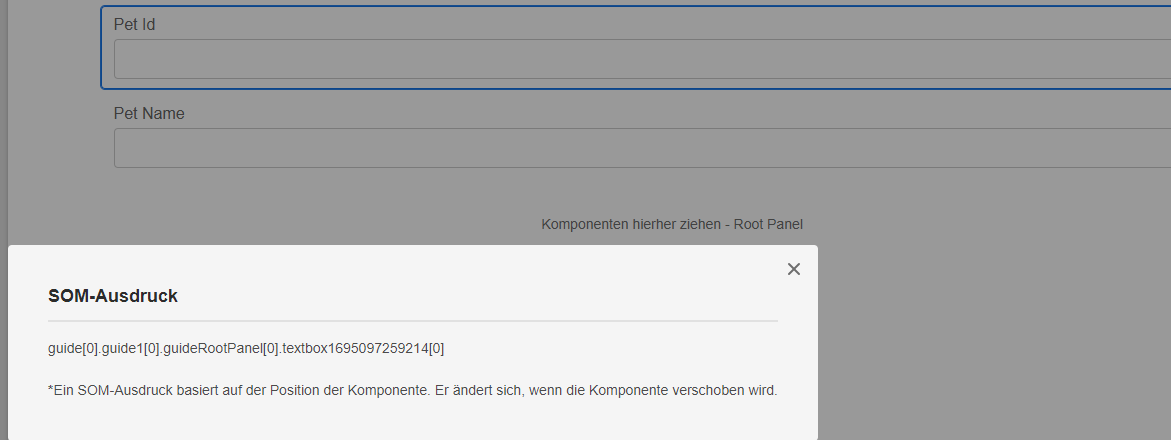 Pet Id
Pet Name
Komponenten hierher ziehen - Root Panel
SOM-Ausdruck
guide[0].guide1[0].guideRootPanel[0].textbox1695097259214[0]
*Ein SOM-Ausdruck basiert auf der Position der Komponente. Er ändert sich, wenn die Komponente verschoben wird.